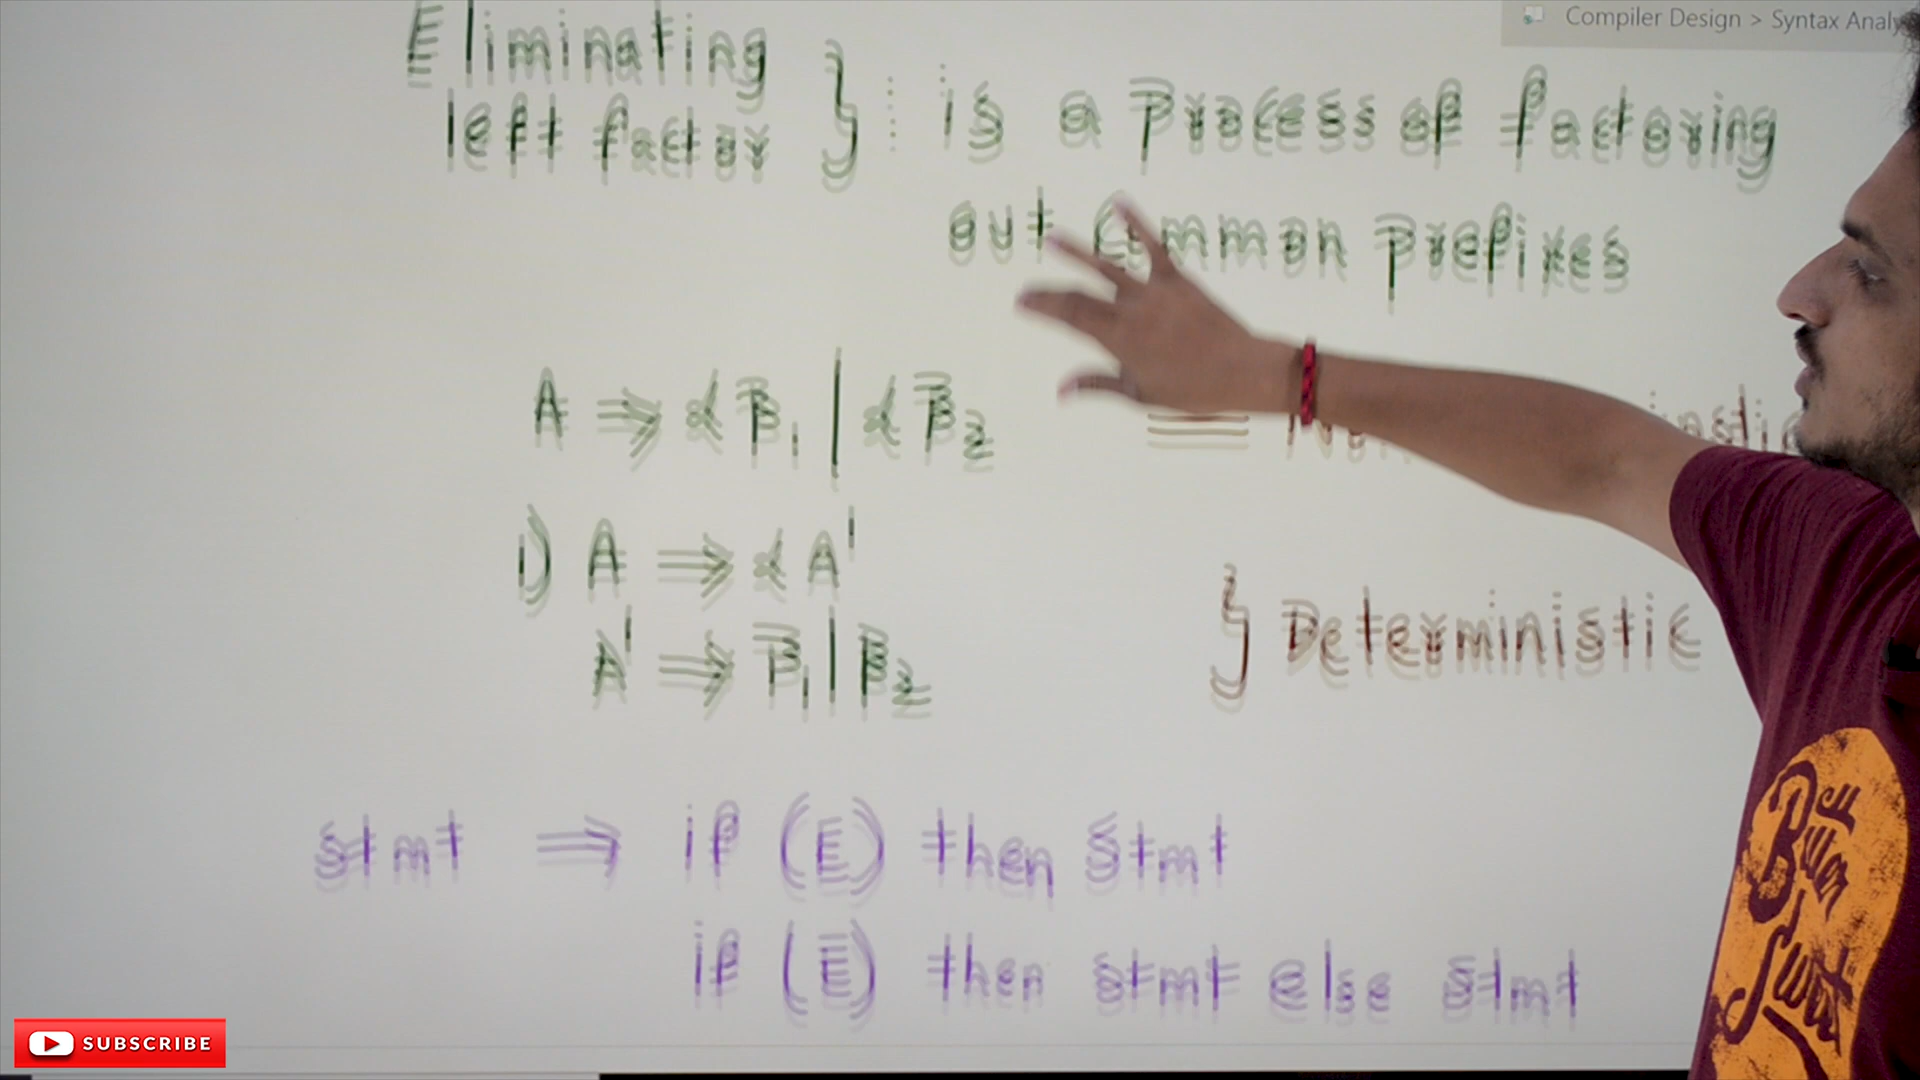 Compiler Design > Syntax Analy
Eliminating
left factor } is a Process of factoring
out Common Prefixes
A ⇒ αβ₁ | αβ₂ =
1) A ⇒ αA'
A' ⇒ β₁ | β₂ } Deterministic
stmt ⇒ if (E) then stmt
if (E) then stmt else stmt
SUBSCRIBE